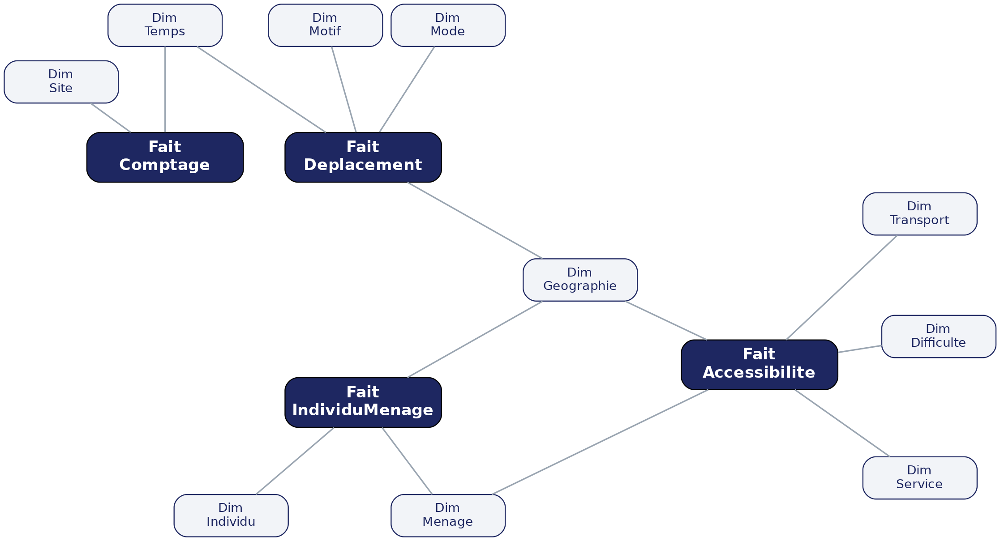 Dim
Temps
Dim
Motif
Dim
Mode
Dim
Site
Fait
Comptage
Fait
Deplacement
Dim
Transport
Dim
Geographie
Dim
Difficulte
Fait
Accessibilite
Fait
IndividuMenage
Dim
Service
Dim
Individu
Dim
Menage